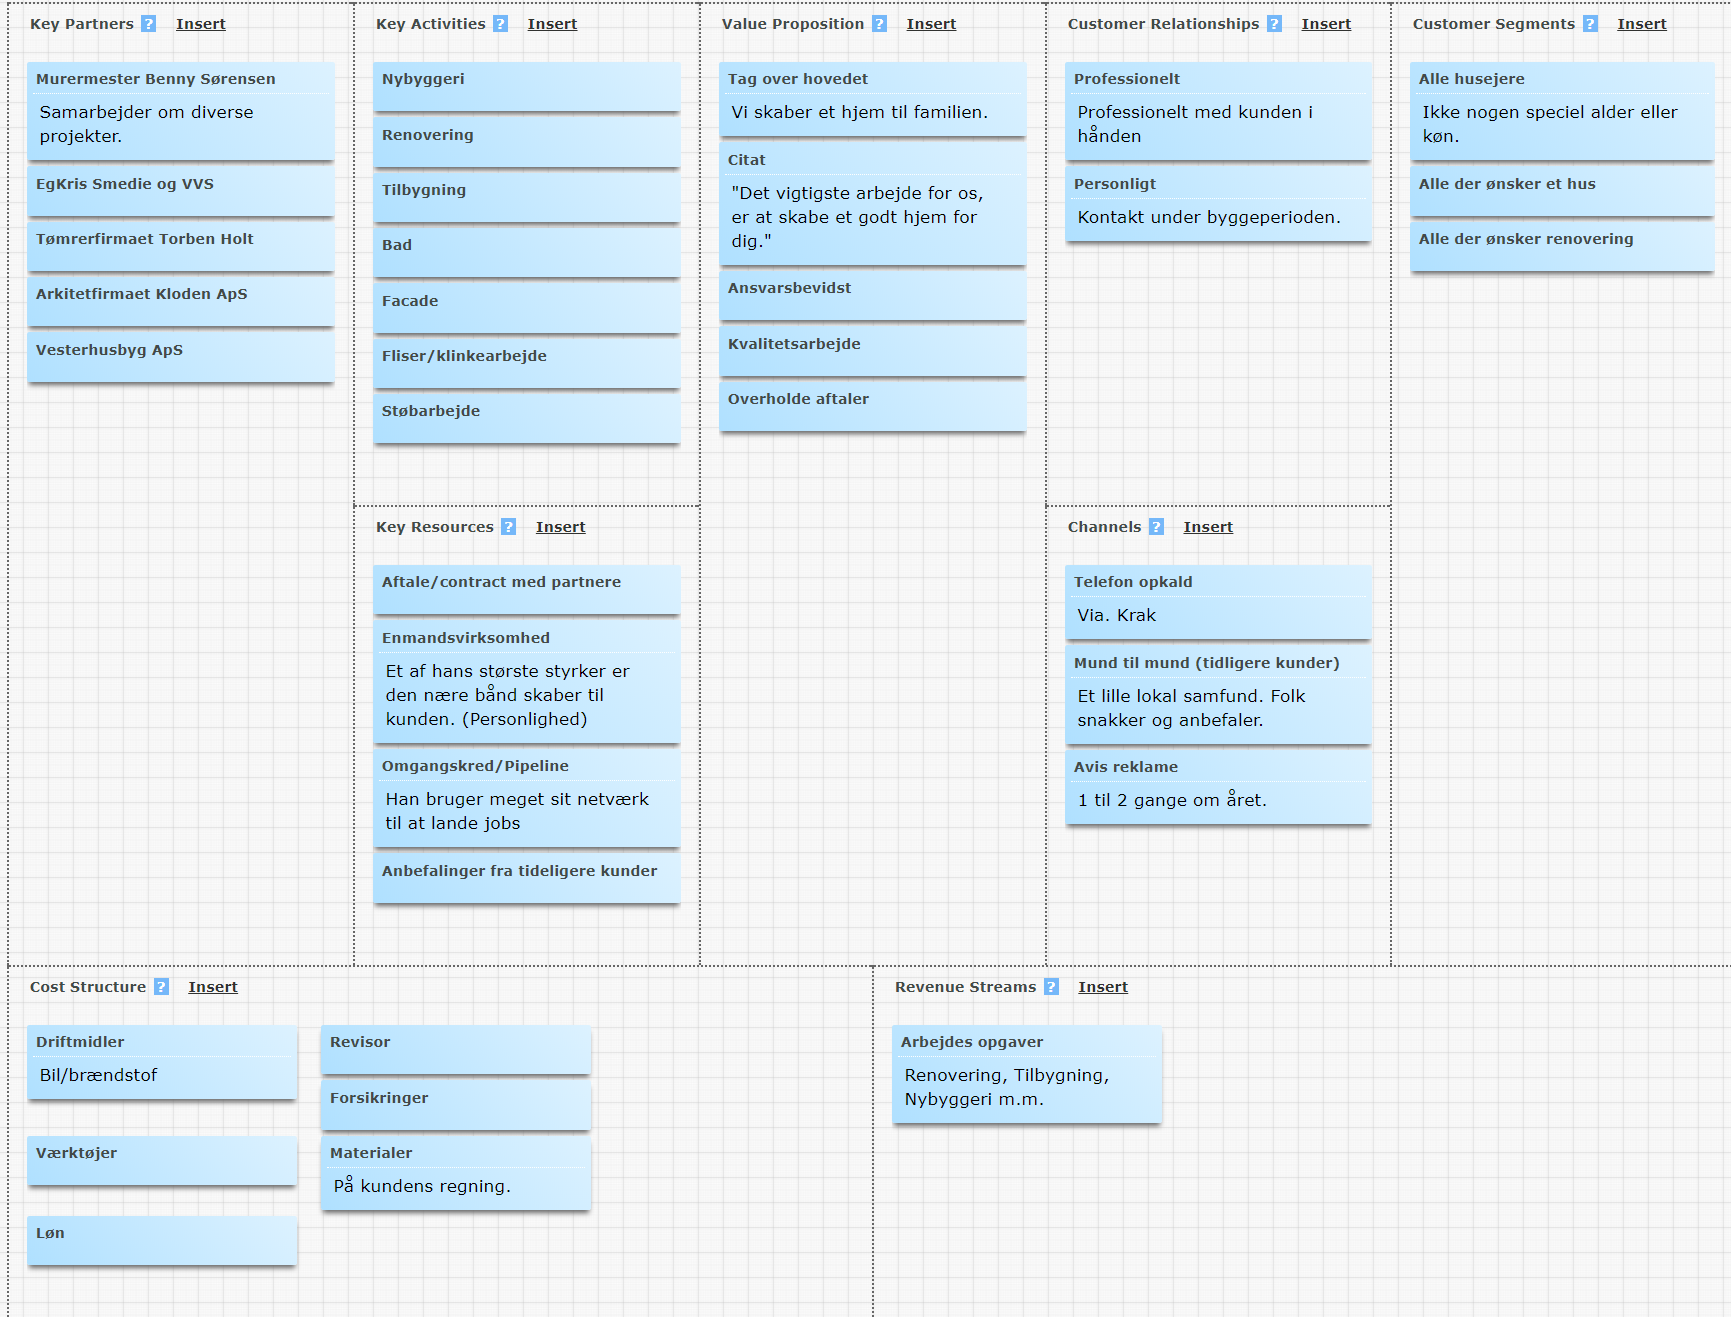 Key Partners ? Insert
Murermester Benny Sørensen
Samarbejder om diverse
projekter.
EgKris Smedie og VVS
Tømrerfirmaet Torben Holt
Arkitetfirmaet Kloden ApS
Vesterhusbyg ApS
Key Activities ? Insert
Nybyggeri
Renovering
Tilbygning
Bad
Facade
Fliser/klinkearbejde
Støbarbejde
Key Resources ? Insert
Aftale/contract med partnere
Enmandsvirksomhed
Et af hans største styrker er
den nære bånd skaber til
kunden. (Personlighed)
Omgangskred/Pipeline
Han bruger meget sit netværk
til at lande jobs
Anbefalinger fra tideligere kunder
Value Proposition ? Insert
Tag over hovedet
Vi skaber et hjem til familien.
Citat
"Det vigtigste arbejde for os,
er at skabe et godt hjem for
dig."
Ansvarsbevidst
Kvalitetsarbejde
Overholde aftaler
Customer Relationships ? Insert
Professionelt
Professionelt med kunden i
hånden
Personligt
Kontakt under byggeperioden.
Channels ? Insert
Telefon opkald
Via. Krak
Mund til mund (tidligere kunder)
Et lille lokal samfund. Folk
snakker og anbefaler.
Avis reklame
1 til 2 gange om året.
Customer Segments ? Insert
Alle husejere
Ikke nogen speciel alder eller
køn.
Alle der ønsker et hus
Alle der ønsker renovering
Cost Structure ? Insert
Driftmidler
Bil/brændstof
Værktøjer
Løn
Revisor
Forsikringer
Materialer
På kundens regning.
Revenue Streams ? Insert
Arbejdes opgaver
Renovering, Tilbygning,
Nybyggeri m.m.